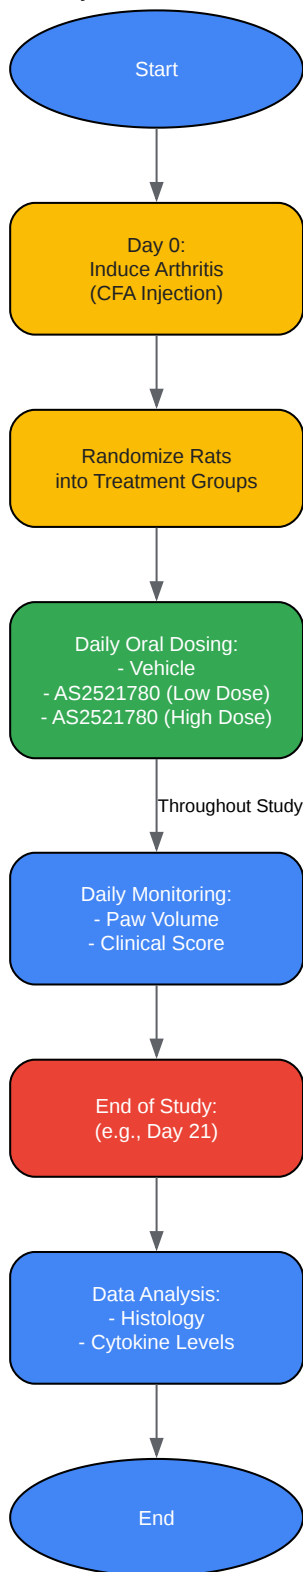 Start
Day 0:
Induce Arthritis
(CFA Injection)
Randomize Rats
into Treatment Groups
Daily Oral Dosing:
- Vehicle
- AS2521780 (Low Dose)
- AS2521780 (High Dose)
Throughout Study
Daily Monitoring:
- Paw Volume
- Clinical Score
End of Study:
(e.g., Day 21)
Data Analysis:
- Histology
- Cytokine Levels
End